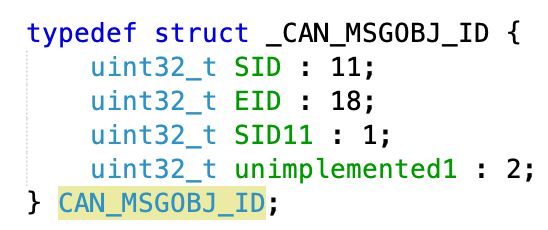 typedef struct _CAN_MSGOBJ_ID {
    uint32_t SID : 11;
    uint32_t EID : 18;
    uint32_t SID11 : 1;
    uint32_t unimplemented1 : 2;
} CAN_MSGOBJ_ID;